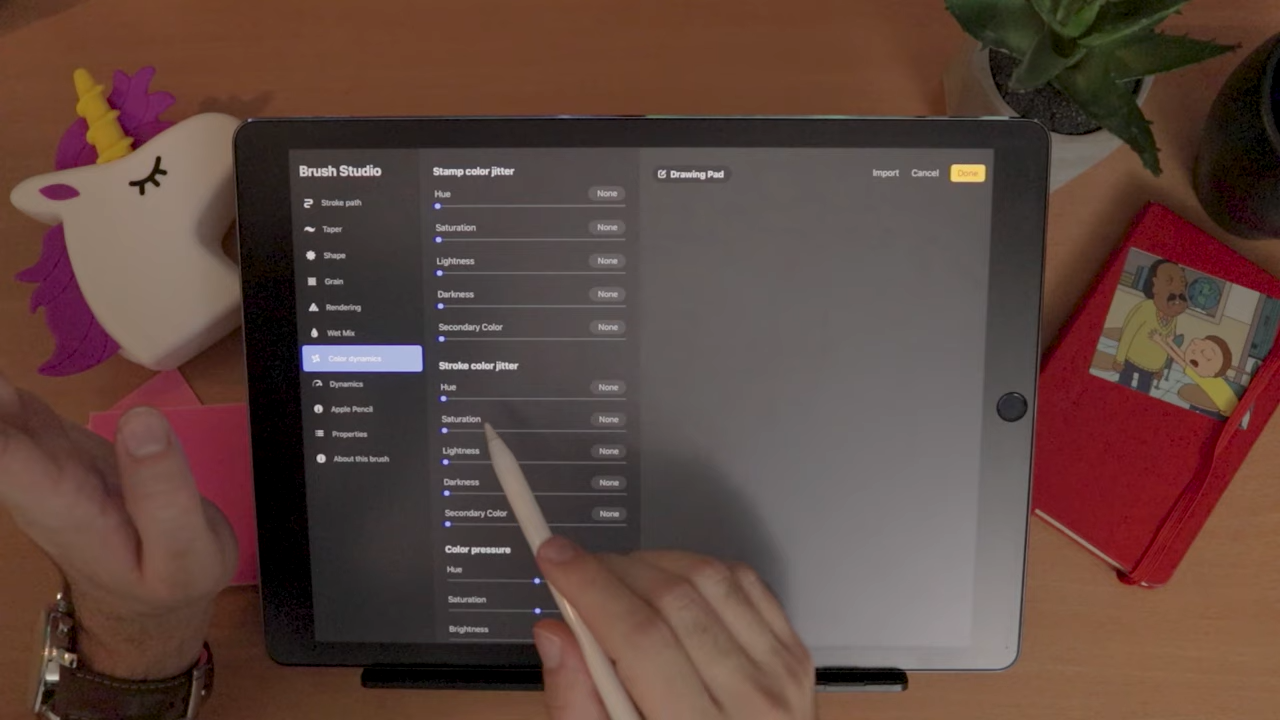 Brush Studio
Stroke path
Taper
Shape
Grain
Rendering
Wet Mix
Color dynamics
Dynamics
Apple Pencil
Properties
About this brush
Stamp color jitter
Hue None
Saturation None
Lightness None
Darkness None
Secondary Color None
Stroke color jitter
Hue None
Saturation None
Lightness None
Darkness None
Secondary Color None
Color pressure
Hue
Saturation
Brightness
Drawing Pad
Import Cancel Done